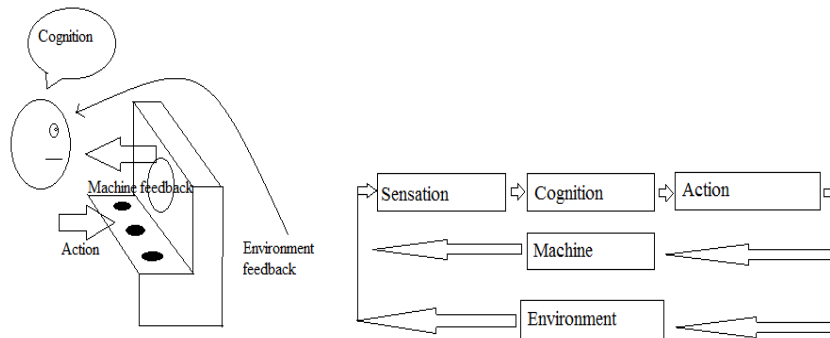 Cognition
Machine feedback
Action
Environment
feedback
Sensation
Cognition
Action
Machine
Environment